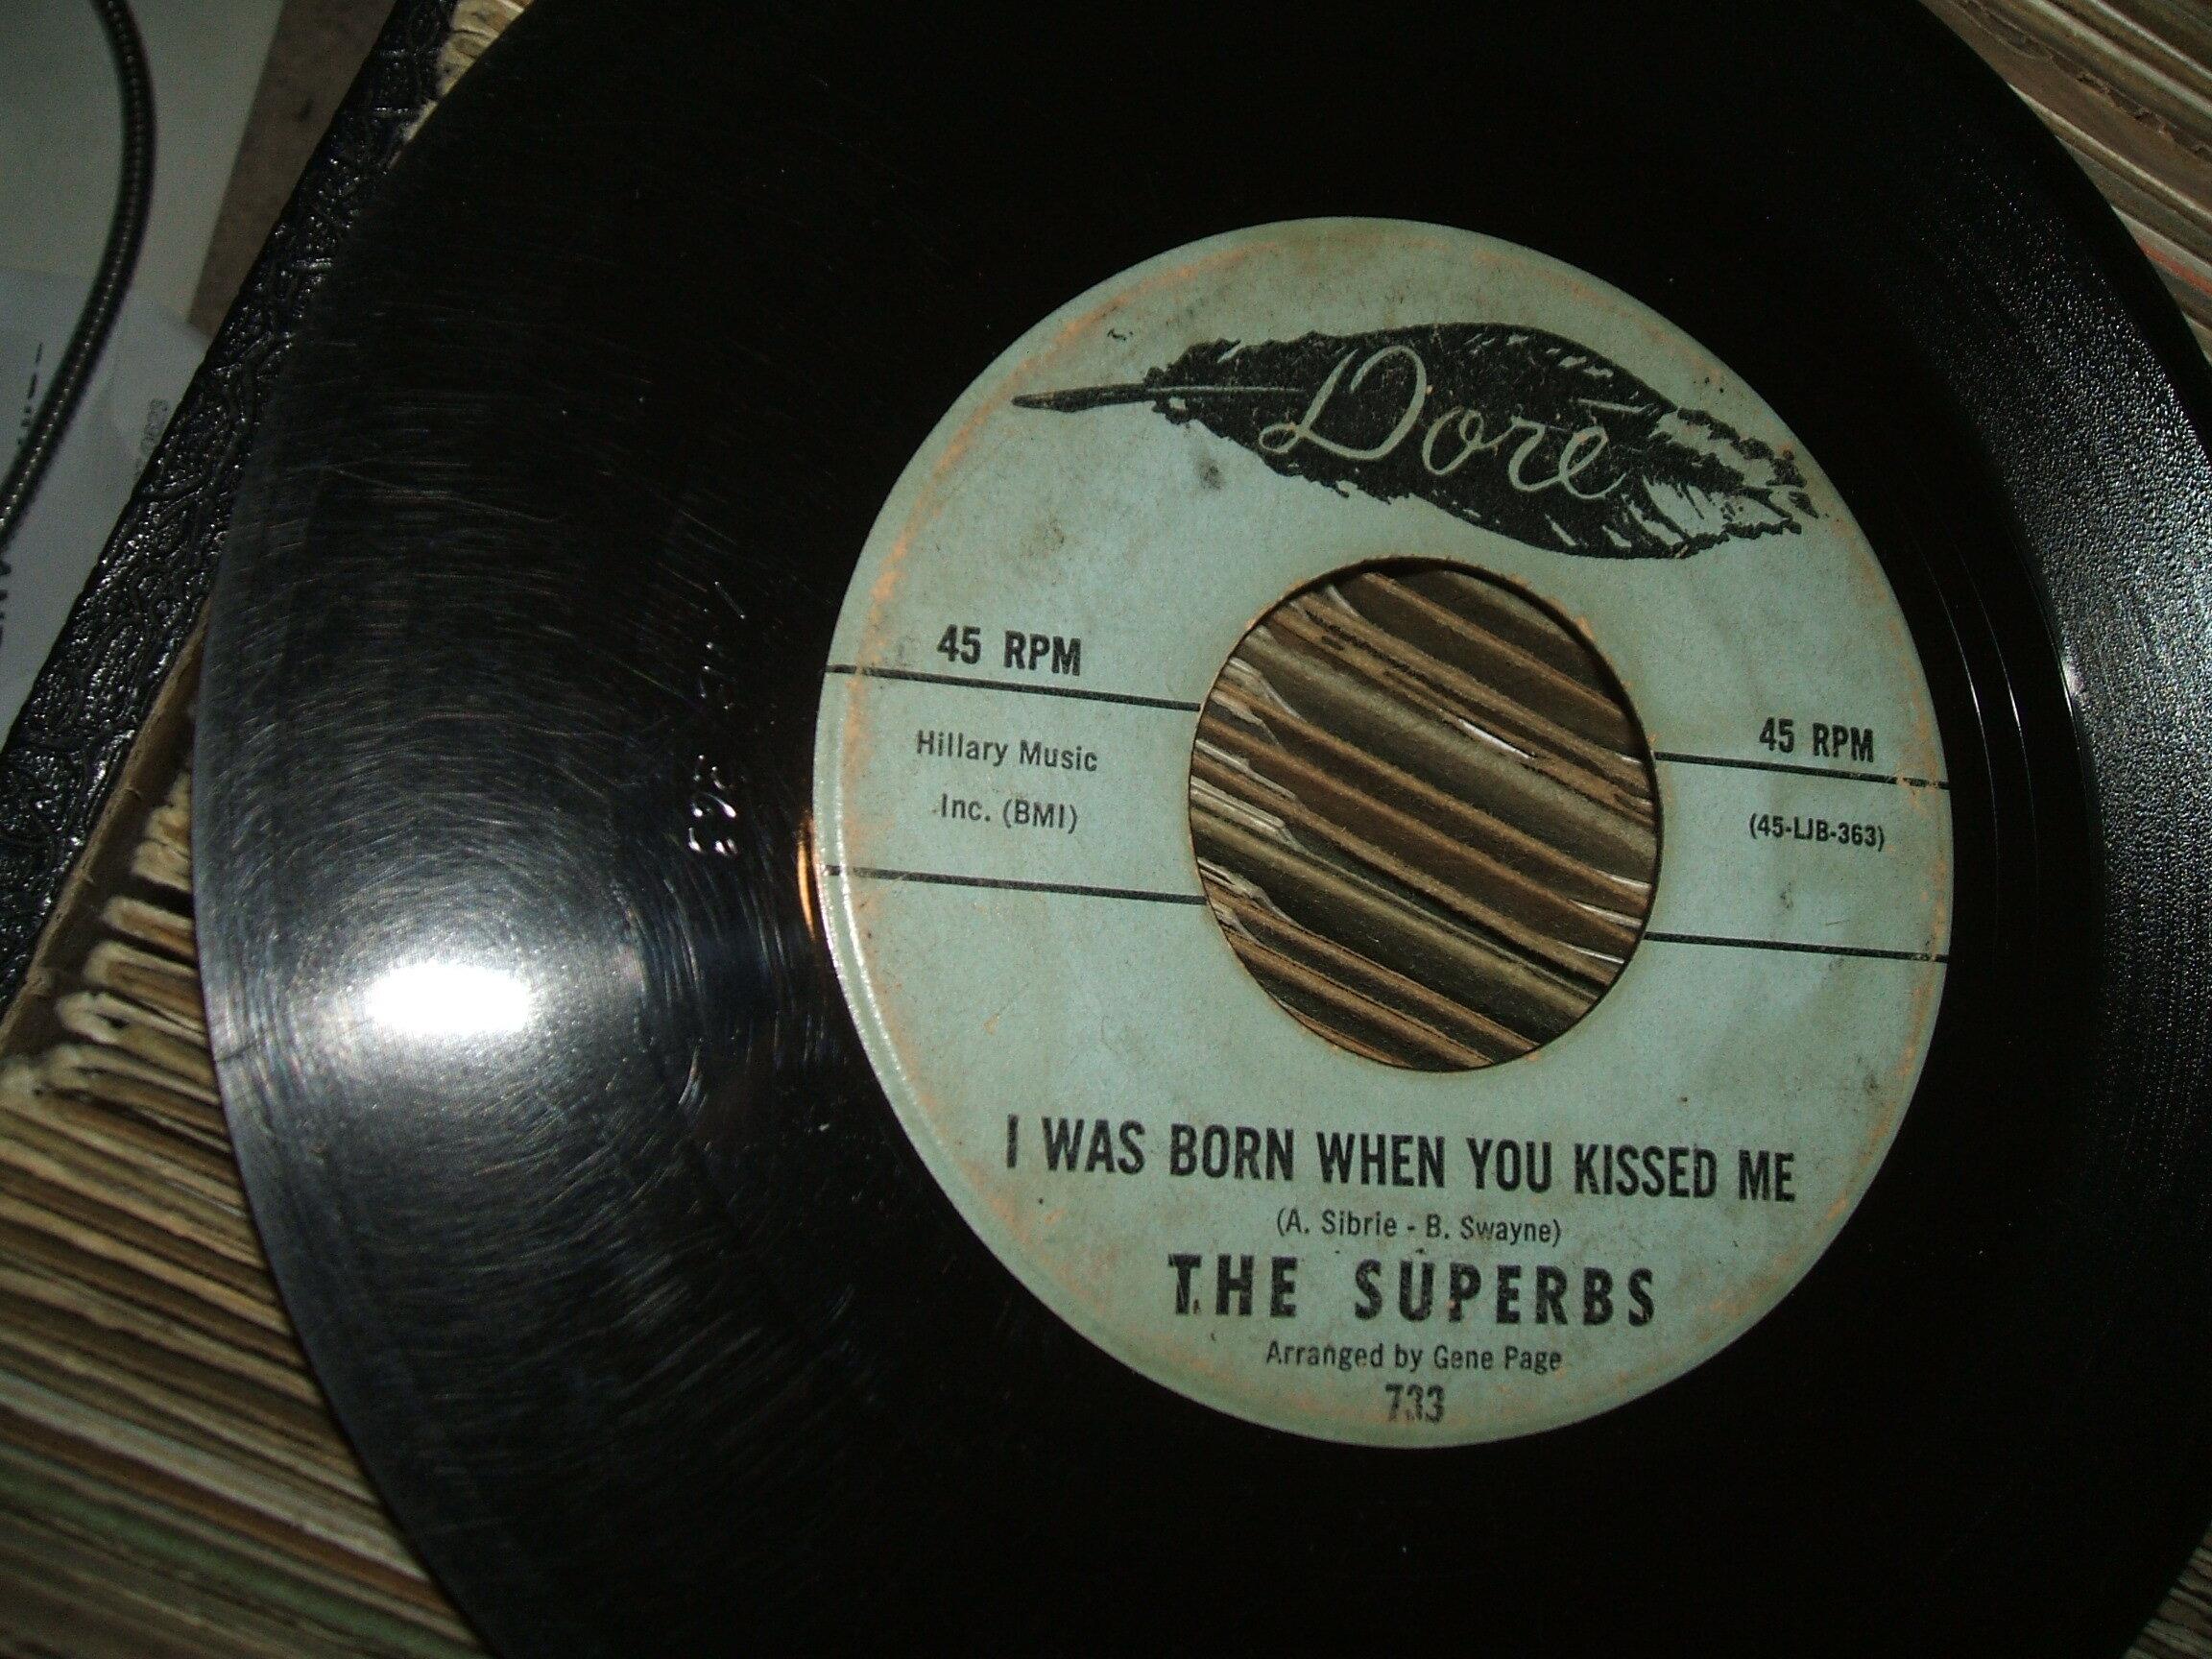 Doré
45 RPM
Hillary Music
Inc. (BMI)
45 RPM
(45-LJB-363)
I WAS BORN WHEN YOU KISSED ME
(A. Sibrie - B. Swayne)
THE SUPERBS
Arranged by Gene Page
733
363